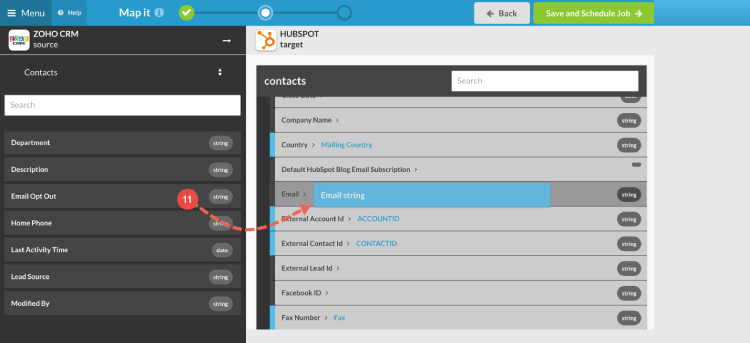 Menu
Help
Map it
Back
Save and Schedule Job
ZOHO CRM
source
HUBSPOT
target
Contacts
Search
Department string
Description string
Email Opt Out string
11
Home Phone string
Last Activity Time date
Lead Source string
Modified By string
contacts
Search
Company Name string
Country Mailing Country string
Default HubSpot Blog Email Subscription
Email Email string string
External Account Id ACCOUNTID string
External Contact Id CONTACTID string
External Lead Id string
Facebook ID string
Fax Number Fax string